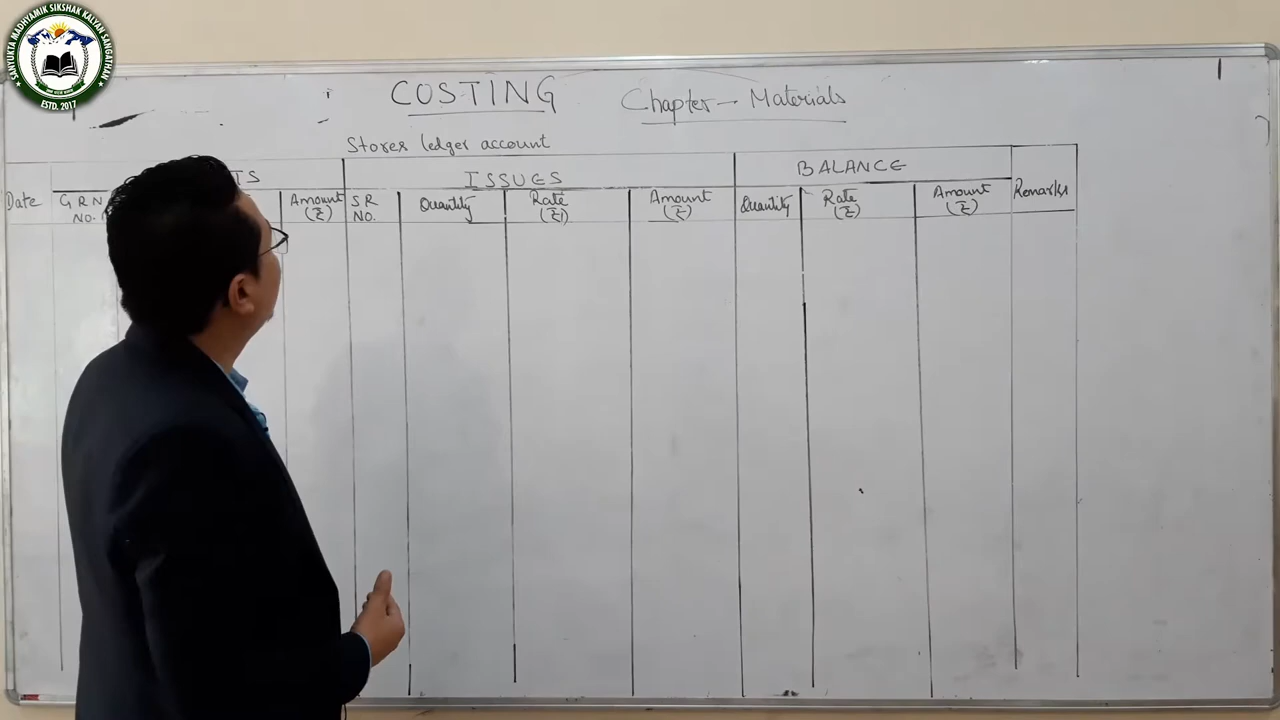 SANYUKTA MADHYAMIK SIKSHAK KALYAN SANGATHAN
ESTD. 2017
COSTING Chapter - Materials
Stores ledger account
TS ISSUES BALANCE
Date GRN NO. Amount (₹) SR NO. Quantity Rate (₹) Amount (₹) Quantity Rate (₹) Amount (₹) Remarks